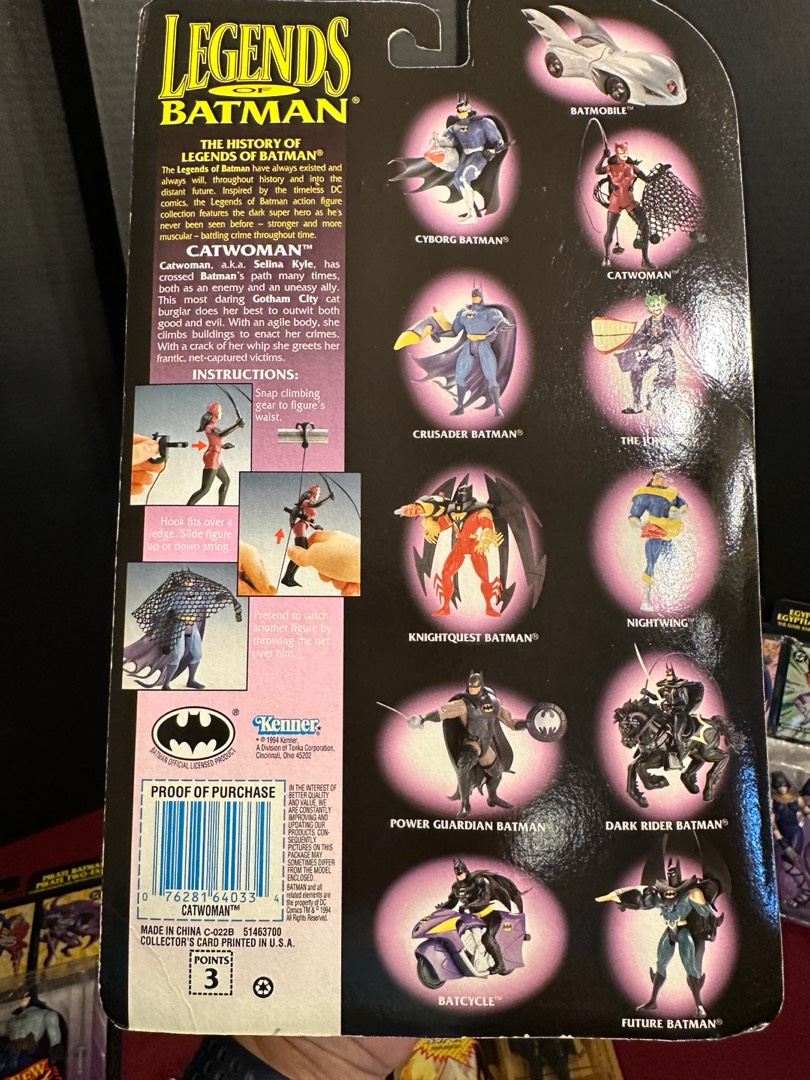 LEGENDS
OF
BATMAN®
THE HISTORY OF
LEGENDS OF BATMAN®
The Legends of Batman have always existed and
always will, throughout history and into the
distant future. Inspired by the timeless DC
comics, the Legends of Batman action figure
collection features the dark super hero as he's
never been seen before – stronger and more
muscular – battling crime throughout time.
CATWOMAN™
Catwoman, a.k.a. Selina Kyle, has
crossed Batman's path many times,
both as an enemy and an uneasy ally.
This most daring Gotham City cat
burglar does her best to outwit both
good and evil. With an agile body, she
climbs buildings to enact her crimes.
With a crack of her whip she greets her
frantic, net-captured victims.
INSTRUCTIONS:
Snap climbing
gear to figure's
waist.
Hook fits over a
ledge. Slide figure
up or down string.
Pretend to catch
another figure by
throwing the net
over him.
®
BATMAN OFFICIAL LICENSED PRODUCT
Kenner®
* ® 1994 Kenner,
A Division of Tonka Corporation,
Cincinnati, Ohio 45202
PROOF OF PURCHASE
0 76281 64033 4
CATWOMAN™
IN THE INTEREST OF
BETTER QUALITY
AND VALUE, WE
ARE CONSTANTLY
IMPROVING AND
UPDATING OUR
PRODUCTS. CON-
SEQUENTLY
PICTURES ON THIS
PACKAGE MAY
SOMETIMES DIFFER
FROM THE MODEL
ENCLOSED.
BATMAN and all
related elements are
the property of DC
Comics TM & © 1994
All Rights Reserved.
MADE IN CHINA C-022B 51463700
COLLECTOR'S CARD PRINTED IN U.S.A.
POINTS
3
BATMOBILE™
CYBORG BATMAN®
CATWOMAN™
CRUSADER BATMAN®
THE JOKER
KNIGHTQUEST BATMAN®
NIGHTWING™
POWER GUARDIAN BATMAN®
DARK RIDER BATMAN®
BATCYCLE™
FUTURE BATMAN®
PIRATE BATMAN
PIRATE TWO-FA
NEW